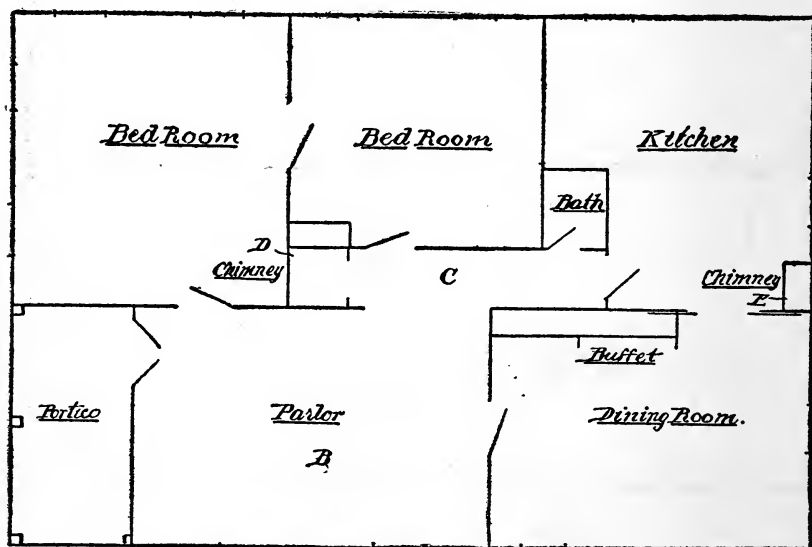 Bed Room
Bed Room
Kitchen
Bath
D
Chimney
C
Chimney
E
Buffet
Portico
Parlor
Dining Room.
B